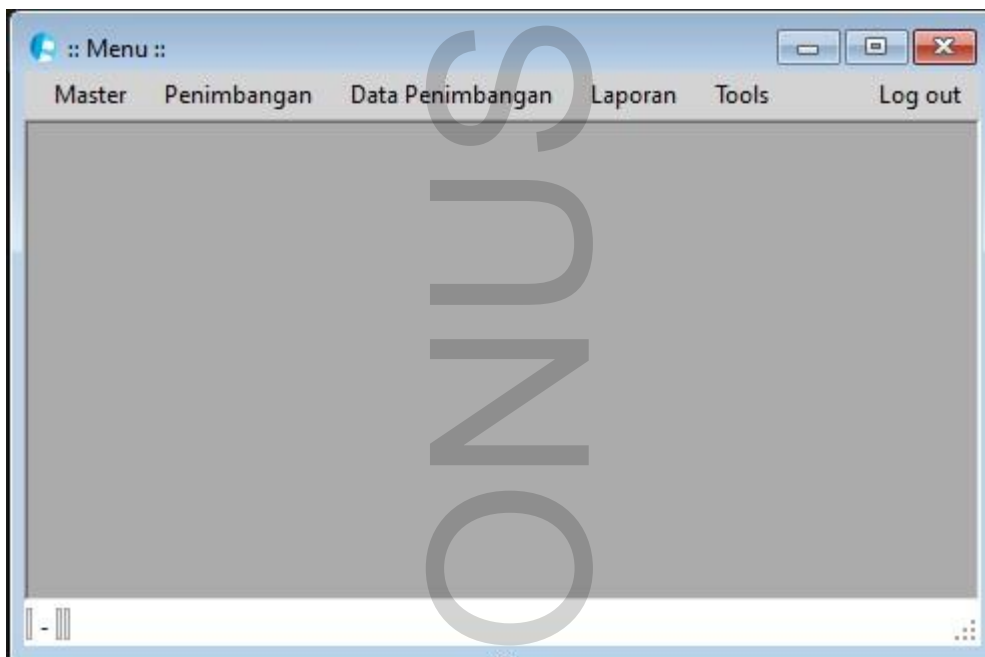 :: Menu ::
Master Penimbangan Data Penimbangan Laporan Tools Log out
-
ONUS